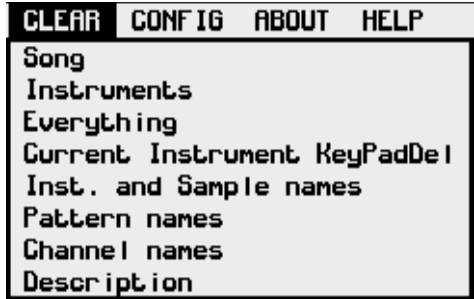 CLEAR CONFIG ABOUT HELP
Song
Instruments
Everything
Current Instrument KeyPadDel
Inst. and Sample names
Pattern names
Channel names
Description